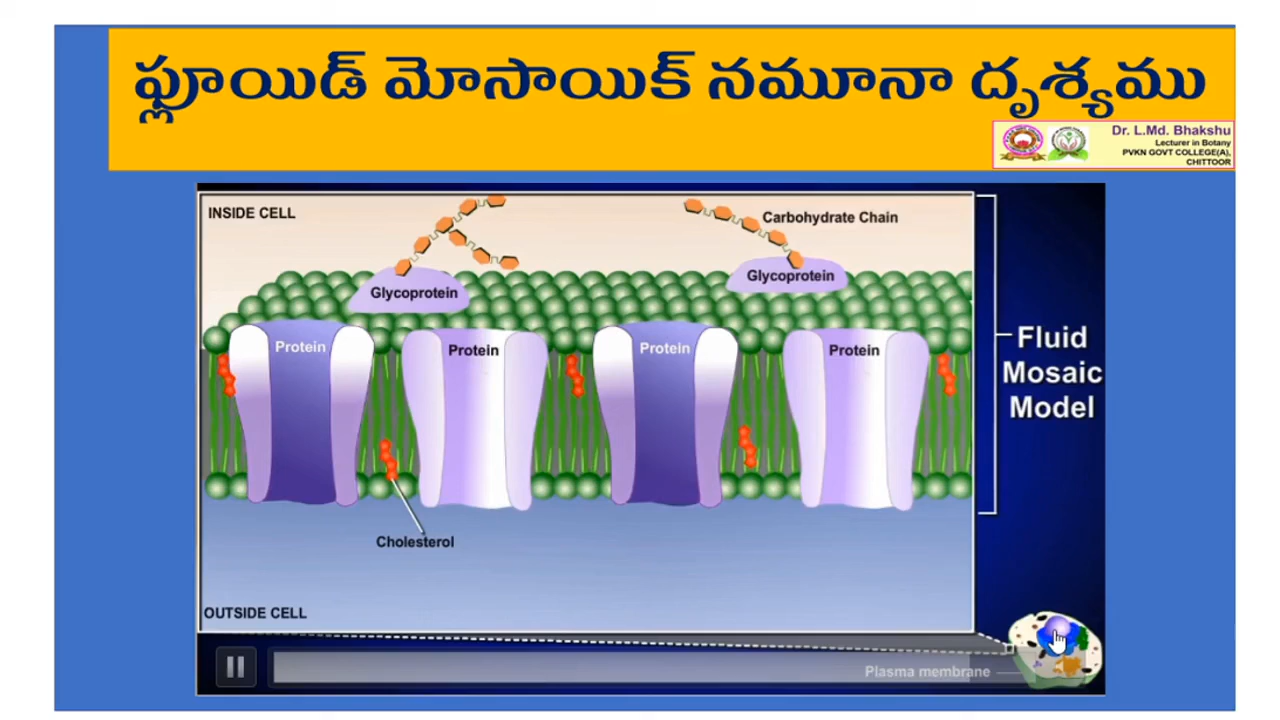 ఫ్లూయిడ్ మోసాయిక్ నమూనా దృశ్యము
Dr. L.Md. Bhakshu
Lecturer in Botany
PVKN GOVT COLLEGE(A),
CHITTOOR
INSIDE CELL
Carbohydrate Chain
Glycoprotein
Glycoprotein
Protein
Protein
Protein
Protein
Fluid
Mosaic
Model
Cholesterol
OUTSIDE CELL
Plasma membrane